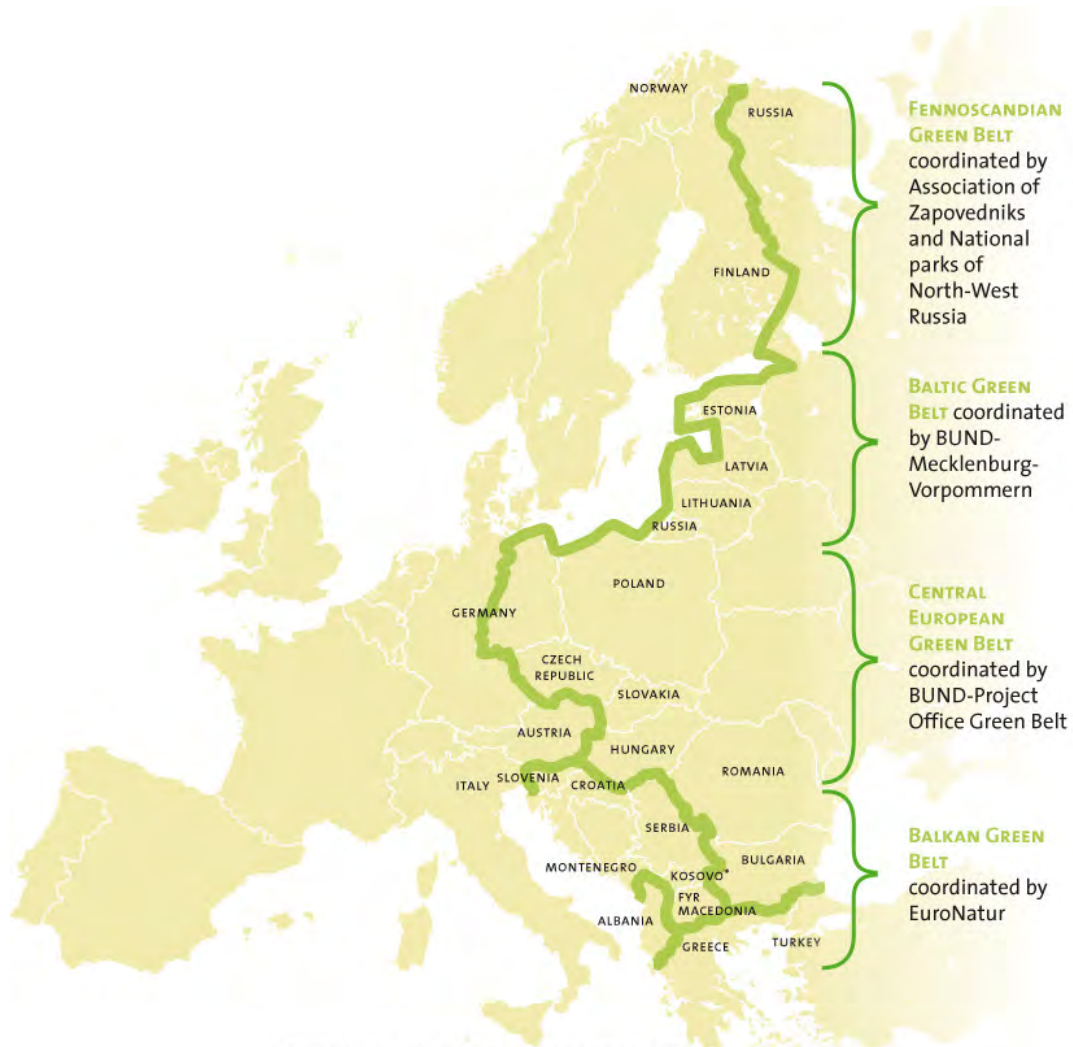 NORWAY
RUSSIA
FINLAND
ESTONIA
LATVIA
LITHUANIA
RUSSIA
POLAND
GERMANY
CZECH
REPUBLIC
SLOVAKIA
AUSTRIA
HUNGARY
ROMANIA
ITALY
SLOVENIA
CROATIA
SERBIA
BULGARIA
MONTENEGRO
KOSOVO*
FYR
MACEDONIA
ALBANIA
GREECE
TURKEY
FENNOSCANDIAN
GREEN BELT
coordinated by
Association of
Zapovedniks
and National
parks of
North-West
Russia
BALTIC GREEN
BELT coordinated
by BUND-
Mecklenburg-
Vorpommern
CENTRAL
EUROPEAN
GREEN BELT
coordinated by
BUND-Project
Office Green Belt
BALKAN GREEN
BELT
coordinated by
EuroNatur